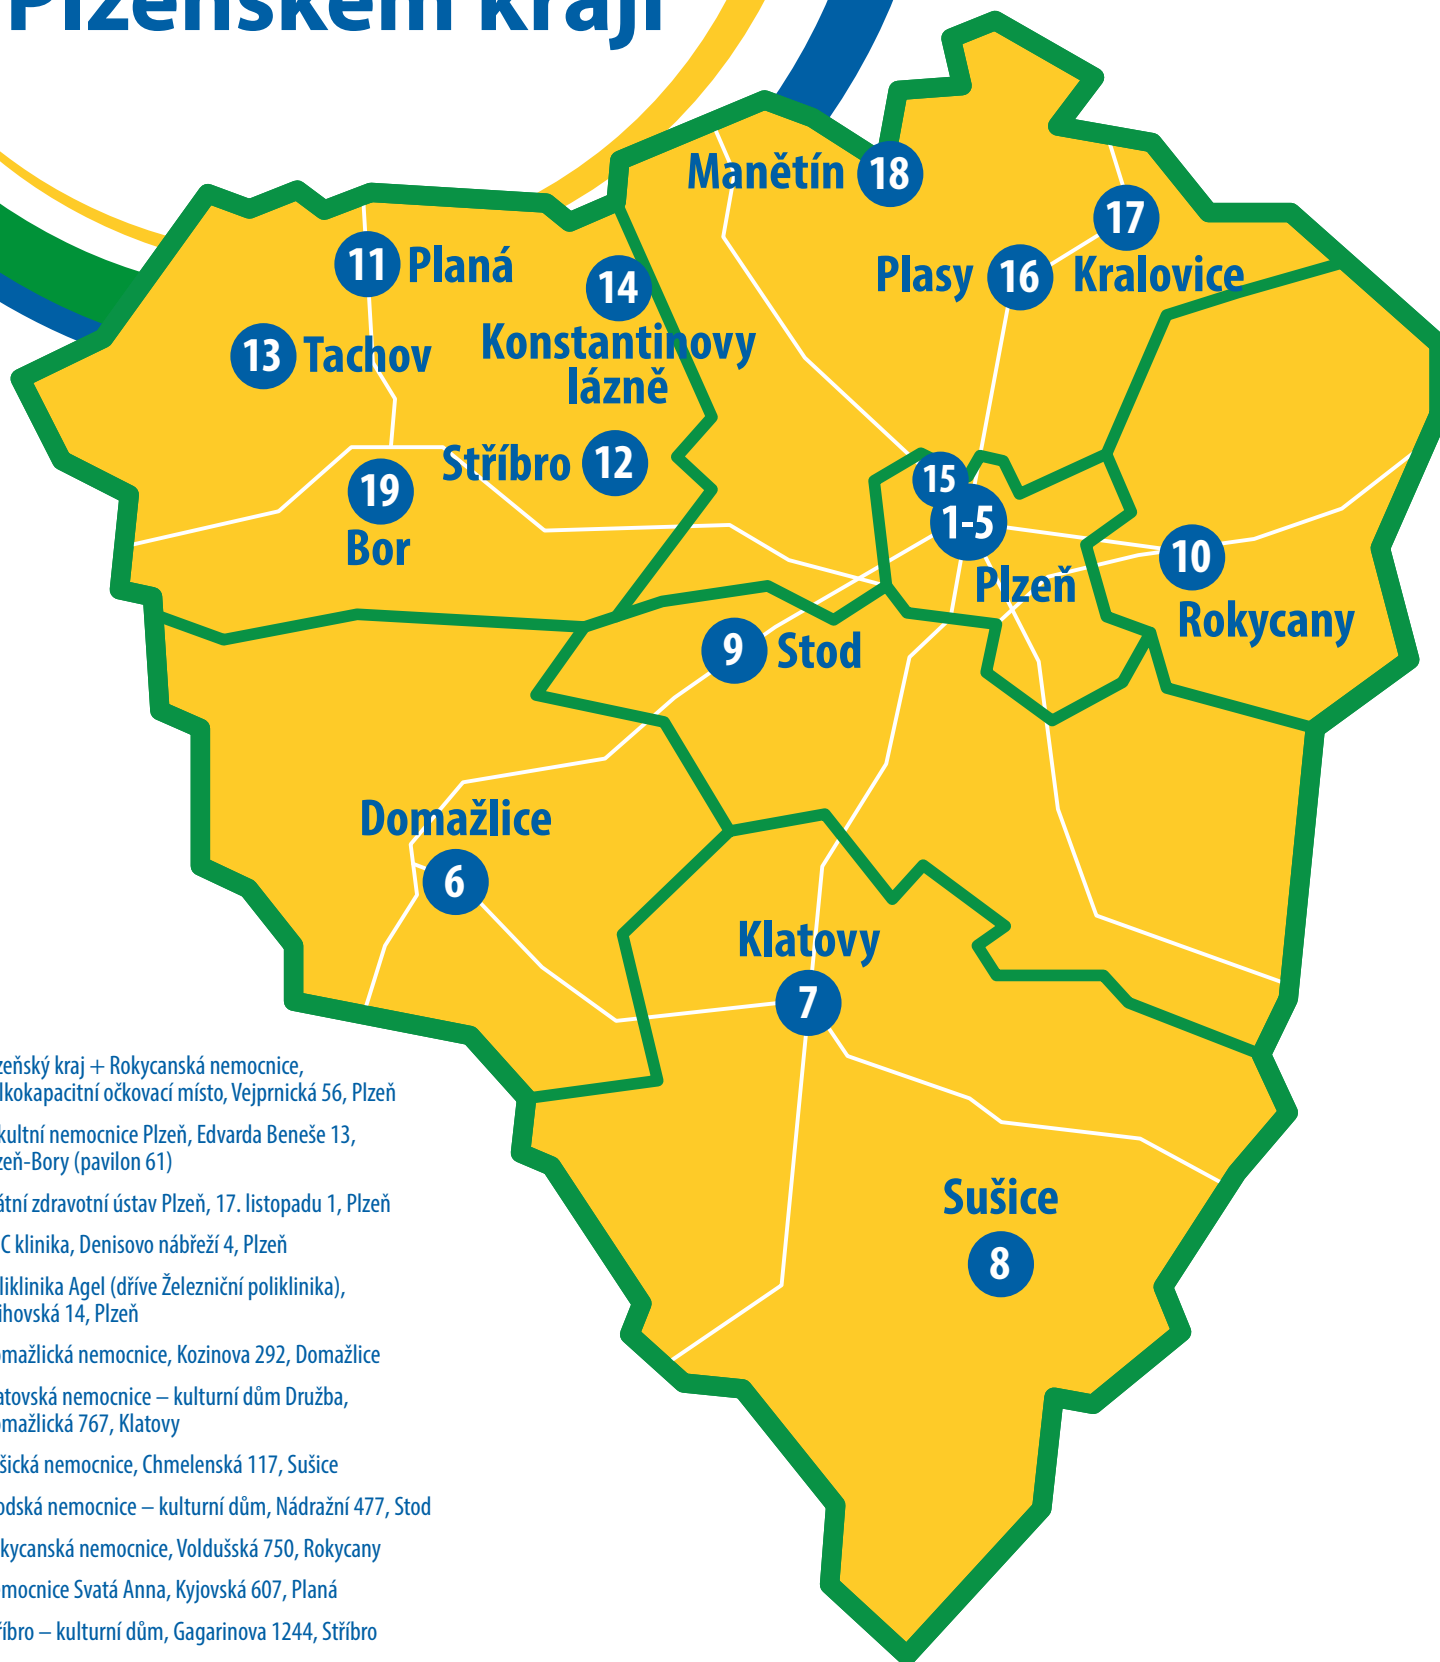 Plzeňském kraji
Manětín 18
17
11 Planá
Plasy 16 Kralovice
14
Konstantinovy
lázně
13 Tachov
Stříbro 12
19
Bor
15
1-5
Plzeň
10
Rokycany
9 Stod
Domažlice
6
Klatovy
7
Sušice
8
zeňský kraj + Rokycanská nemocnice,
lkokapacitní očkovací místo, Vejprnická 56, Plzeň
kultní nemocnice Plzeň, Edvarda Beneše 13,
zeň-Bory (pavilon 61)
átní zdravotní ústav Plzeň, 17. listopadu 1, Plzeň
C klinika, Denisovo nábřeží 4, Plzeň
liklinika Agel (dříve Železniční poliklinika),
ihovská 14, Plzeň
omažlická nemocnice, Kozinova 292, Domažlice
atovská nemocnice – kulturní dům Družba,
omažlická 767, Klatovy
šická nemocnice, Chmelenská 117, Sušice
odská nemocnice – kulturní dům, Nádražní 477, Stod
kycanská nemocnice, Voldušská 750, Rokycany
emocnice Svatá Anna, Kyjovská 607, Planá
říbro – kulturní dům, Gagarinova 1244, Stříbro